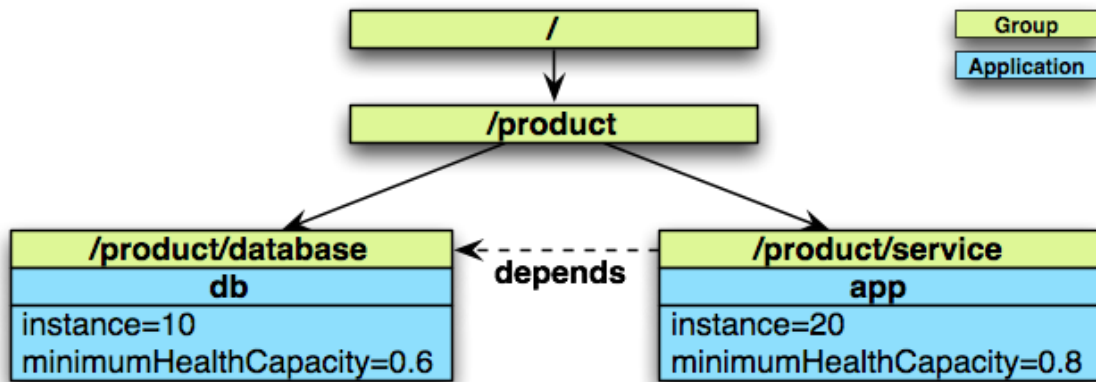 /
Group
Application
/product
/product/database
db
instance=10
minimumHealthCapacity=0.6
depends
/product/service
app
instance=20
minimumHealthCapacity=0.8